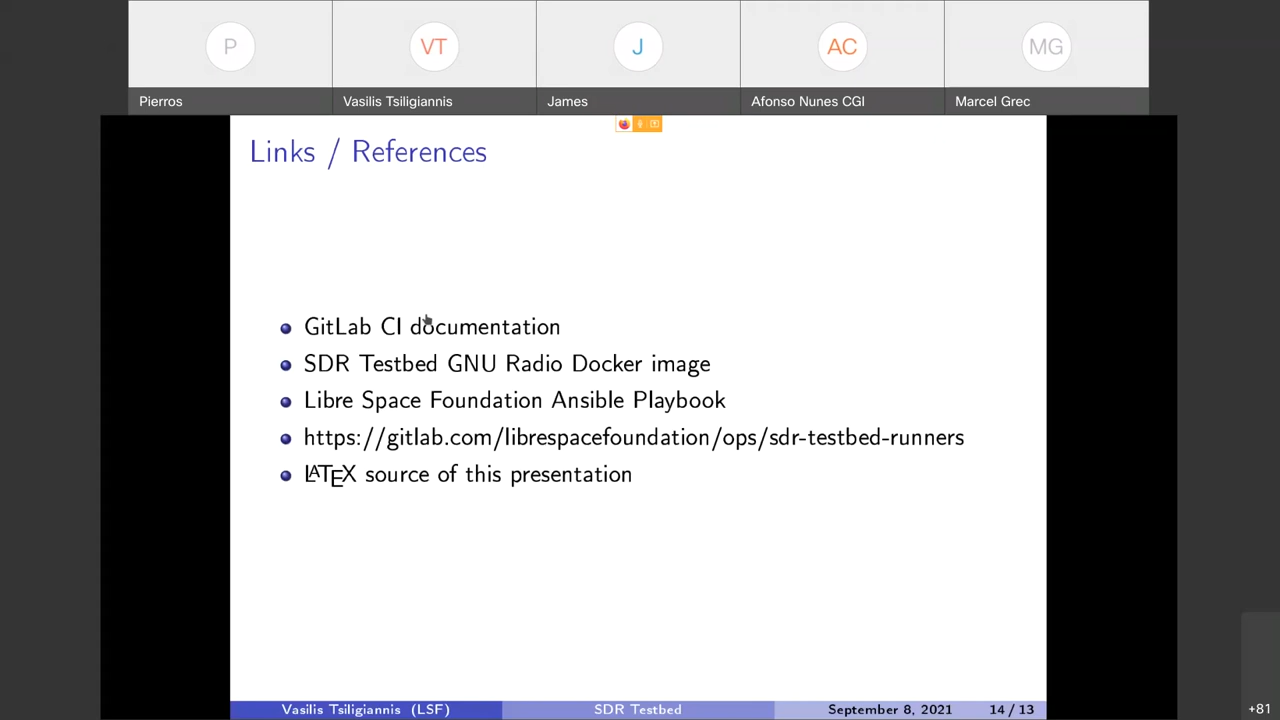 P
VT
J
AC
MG
Pierros
Vasilis Tsiligiannis
James
Afonso Nunes CGI
Marcel Grec
Links / References
GitLab CI documentation
SDR Testbed GNU Radio Docker image
Libre Space Foundation Ansible Playbook
https://gitlab.com/librespacefoundation/ops/sdr-testbed-runners
LATEX source of this presentation
Vasilis Tsiligiannis (LSF)
SDR Testbed
September 8, 2021
14 / 13
+81